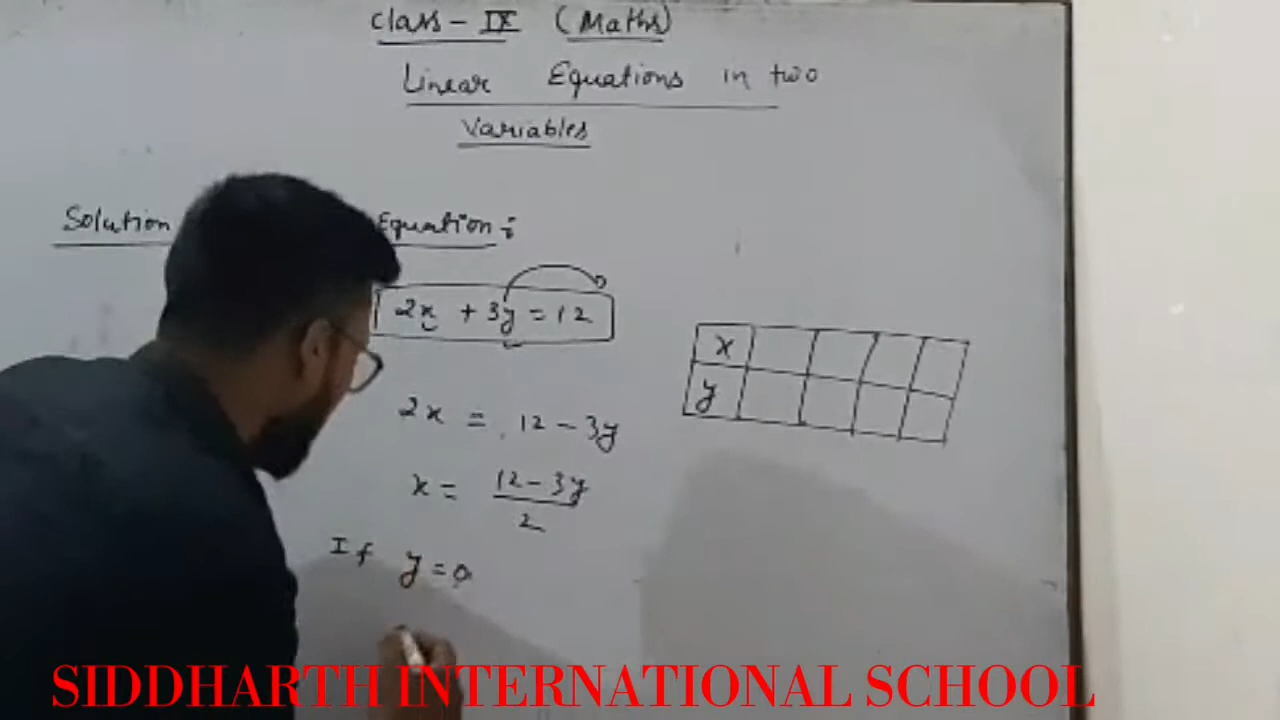 Class - IX (Maths)
Linear Equations in two
Variables
Solution Equation :
2x + 3y = 12
2x = 12 - 3y
x = 12 - 3y / 2
If y = 0
x
y
SIDDHARTH INTERNATIONAL SCHOOL